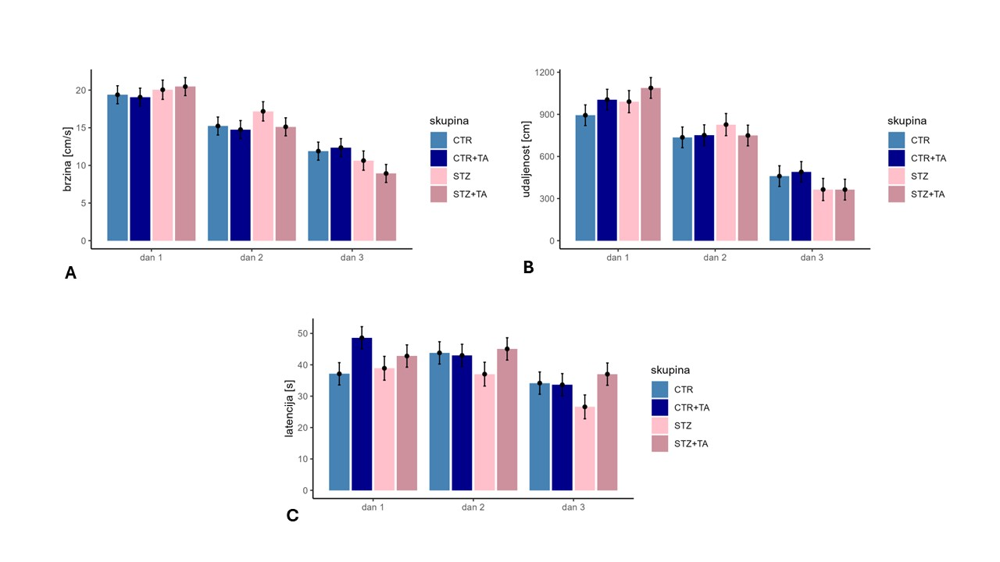 brzina [cm/s]
20
15
10
5
0
dan 1 dan 2 dan 3
skupina
CTR
CTR+TA
STZ
STZ+TA
A
udaljenost [cm]
1200
900
600
300
0
dan 1 dan 2 dan 3
skupina
CTR
CTR+TA
STZ
STZ+TA
B
latencija [s]
50
40
30
20
10
0
dan 1 dan 2 dan 3
skupina
CTR
CTR+TA
STZ
STZ+TA
C